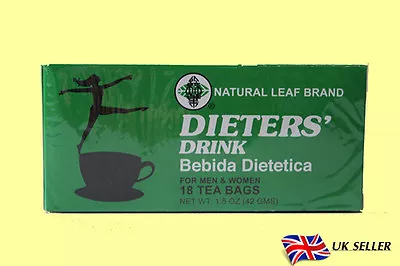 NATURAL LEAF BRAND
®
DIETERS'
DRINK
Bebida Dietetica
FOR MEN & WOMEN
18 TEA BAGS
NET WT. 1.5 OZ (42 GMS)
UK SELLER